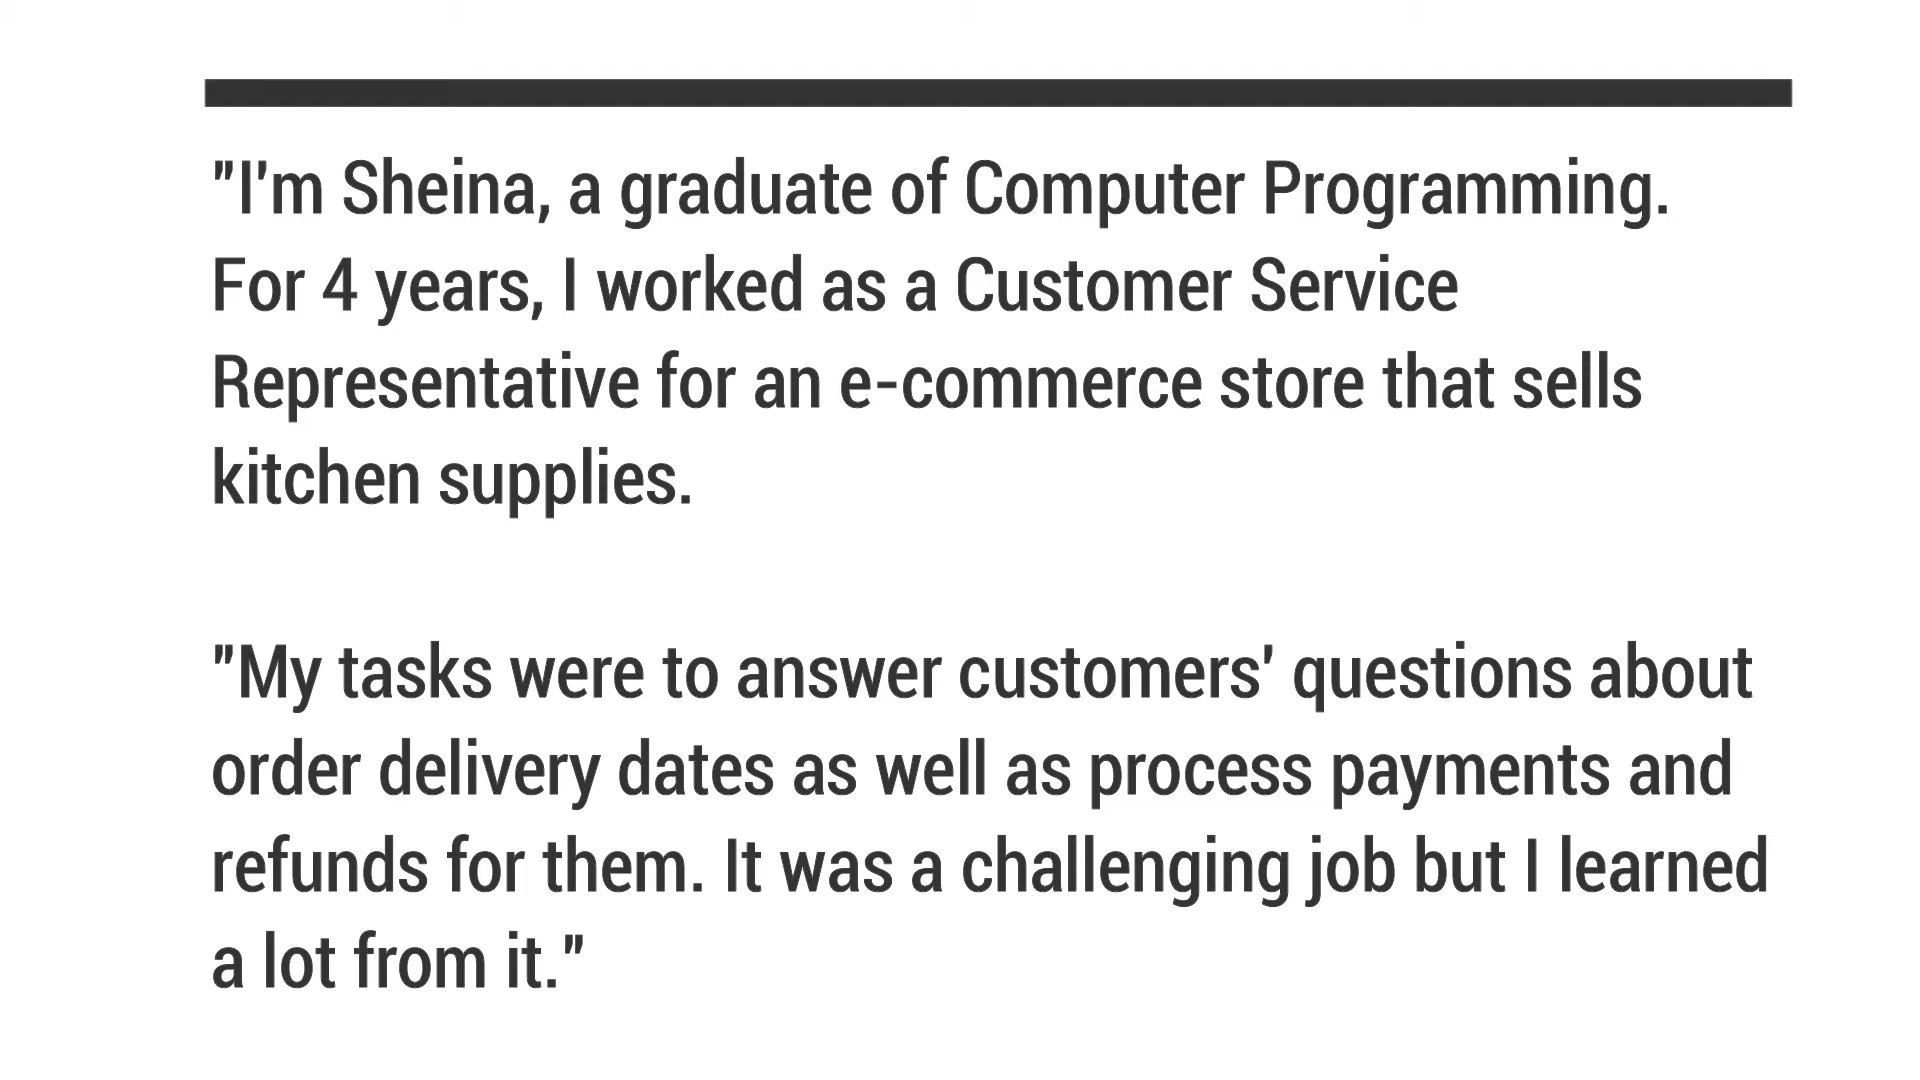 "I'm Sheina, a graduate of Computer Programming.
For 4 years, I worked as a Customer Service
Representative for an e-commerce store that sells
kitchen supplies.
"My tasks were to answer customers' questions about
order delivery dates as well as process payments and
refunds for them. It was a challenging job but I learned
a lot from it."